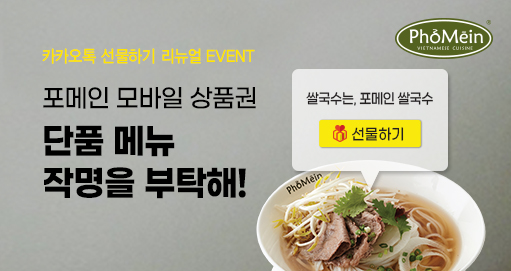 카카오톡 선물하기 리뉴얼 EVENT
PhởMein
VIETNAMESE CUISINE
포메인 모바일 상품권
단품 메뉴
작명을 부탁해!
쌀국수는, 포메인 쌀국수
선물하기
PhởMein